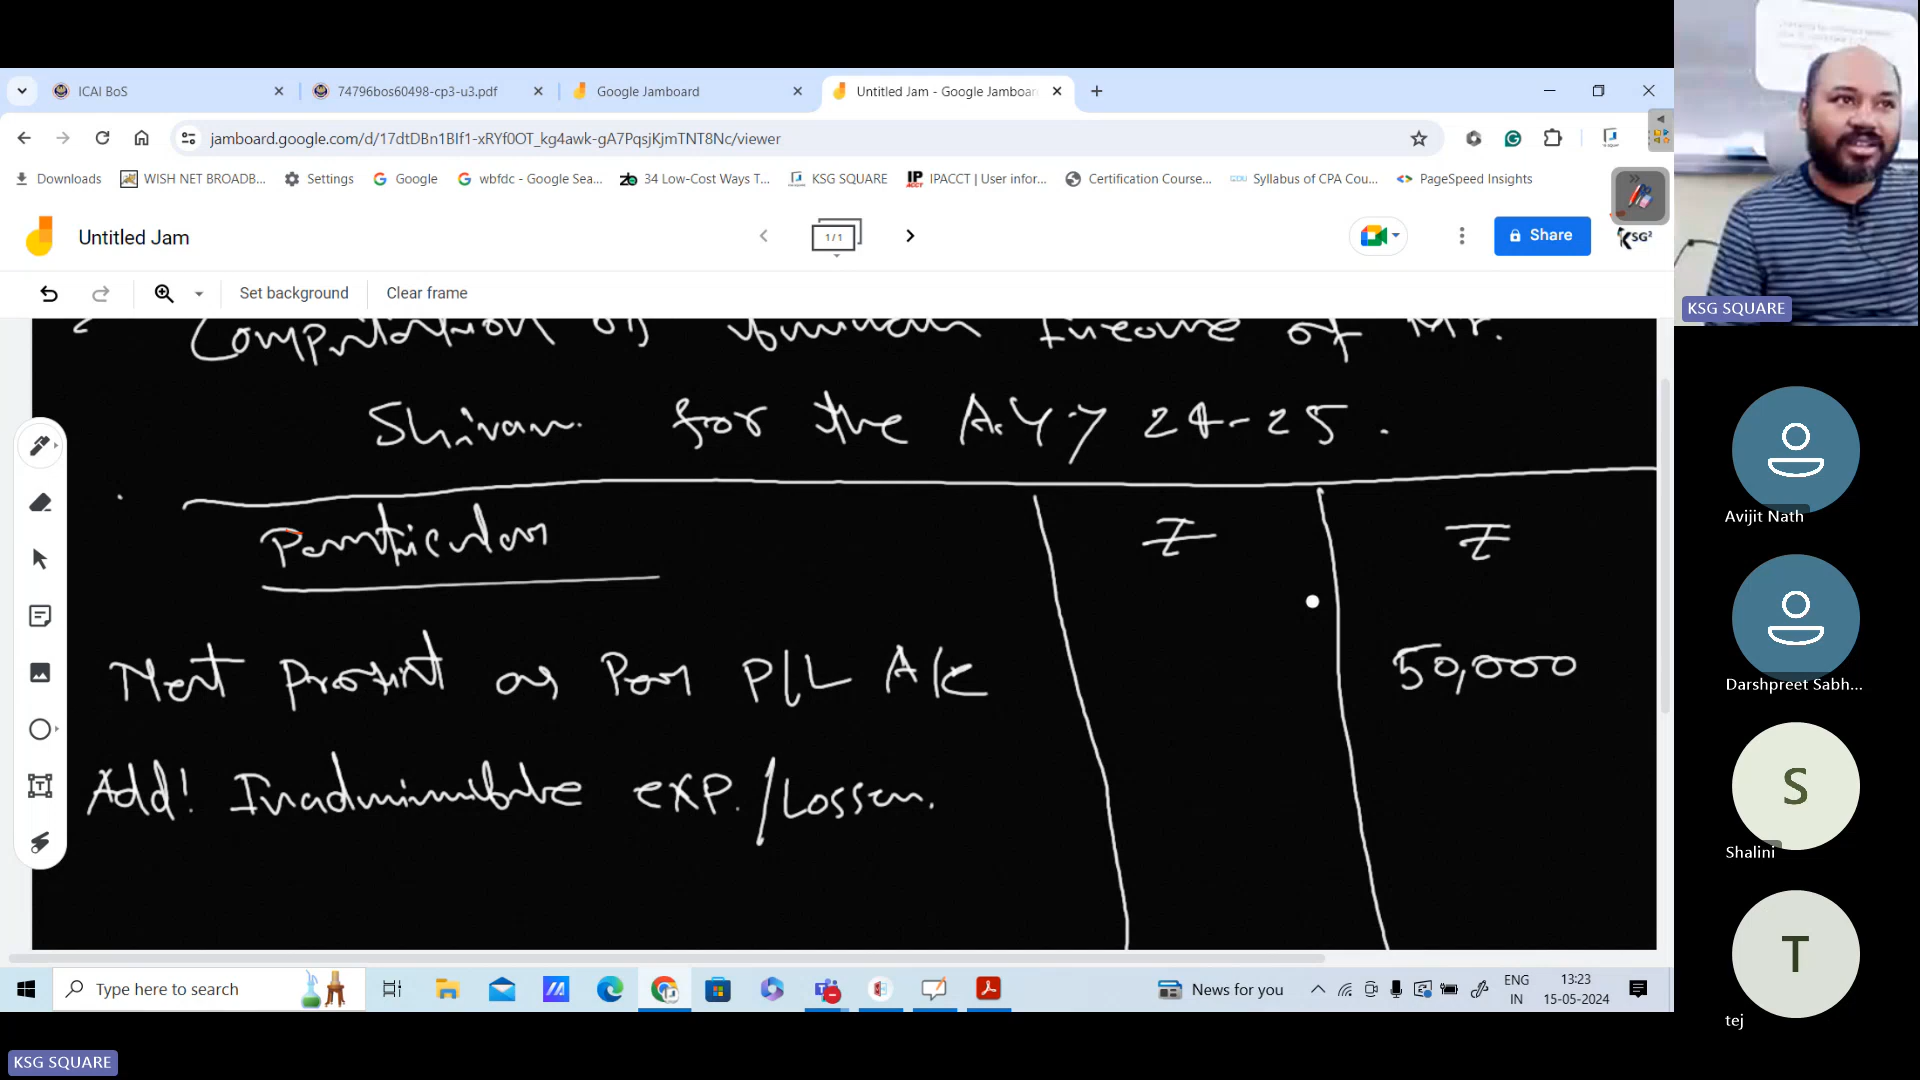 ICAI BoS
74796bos60498-cp3-u3.pdf
Google Jamboard
Untitled Jam - Google Jamboar
jamboard.google.com/d/17dtDBn1BIf1-xRYf0OT_kg4awk-gA7PqsjKjmTNT8Nc/viewer
Downloads
WISH NET BROADB...
Settings
Google
wbfdc - Google Sea...
34 Low-Cost Ways T...
KSG SQUARE
IPACCT | User infor...
Certification Course...
Syllabus of CPA Cou...
PageSpeed Insights
Untitled Jam
1 / 1
Share
KSG²
Set background
Clear frame
Computation of Business Income of Mr.
Shivam for the A.Y 24-25.
Particulars
₹ ₹
Net Profit as Per P/L A/c 50,000
Add: Inadmissible exp./Losses.
Type here to search
News for you
ENG
IN
13:23
15-05-2024
KSG SQUARE
Avijit Nath
Darshpreet Sabh...
S
Shalini
T
tej
KSG SQUARE